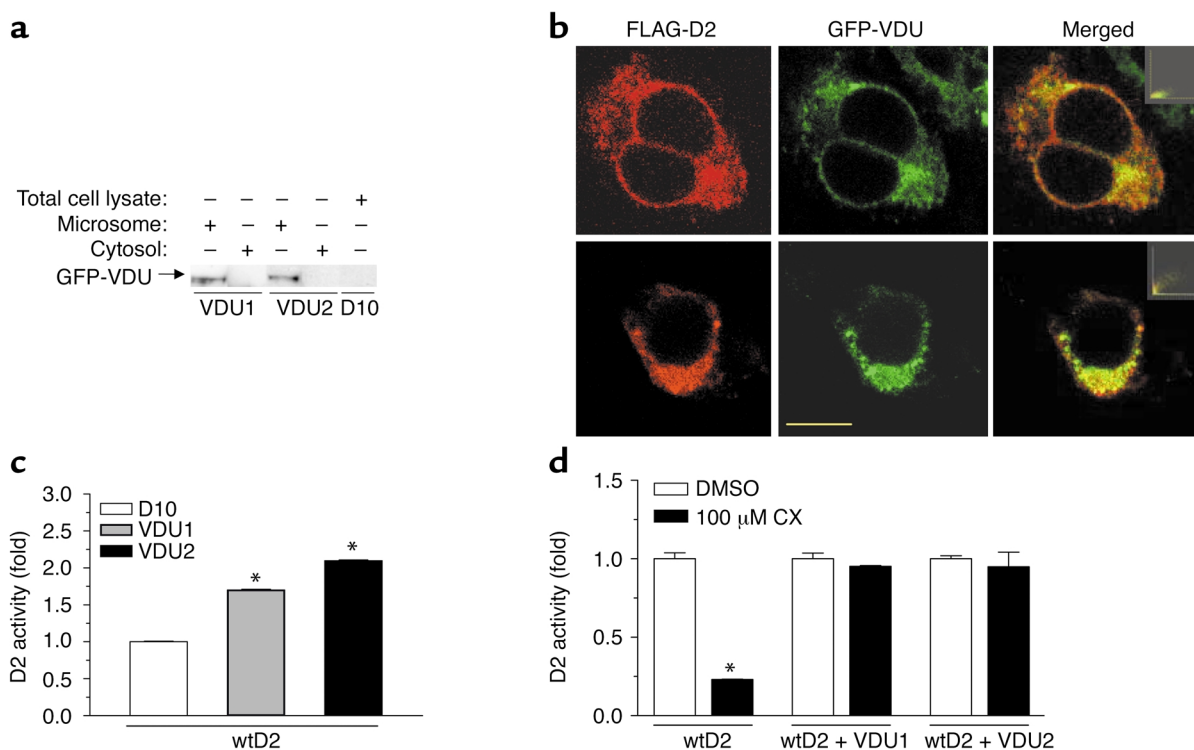 a
Total cell lysate: – – – – +
Microsome: + – + – –
Cytosol: – + – + –
GFP-VDU
VDU1 VDU2 D10
b
FLAG-D2 GFP-VDU Merged
c
D2 activity (fold)
3.0
2.5
2.0
1.5
1.0
0.5
0.0
D10
VDU1
VDU2
* *
wtD2
d
D2 activity (fold)
1.5
1.0
0.5
0.0
DMSO
100 μM CX
*
wtD2 wtD2 + VDU1 wtD2 + VDU2